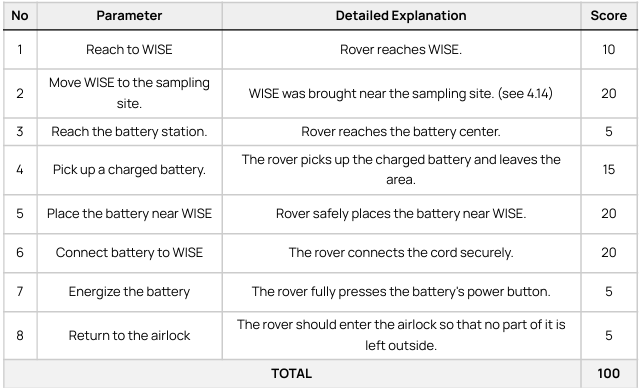 No Parameter Detailed Explanation Score
1 Reach to WISE Rover reaches WISE. 10
2 Move WISE to the sampling site. WISE was brought near the sampling site. (see 4.14) 20
3 Reach the battery station. Rover reaches the battery center. 5
4 Pick up a charged battery. The rover picks up the charged battery and leaves the area. 15
5 Place the battery near WISE Rover safely places the battery near WISE. 20
6 Connect battery to WISE The rover connects the cord securely. 20
7 Energize the battery The rover fully presses the battery's power button. 5
8 Return to the airlock The rover should enter the airlock so that no part of it is left outside. 5
TOTAL 100